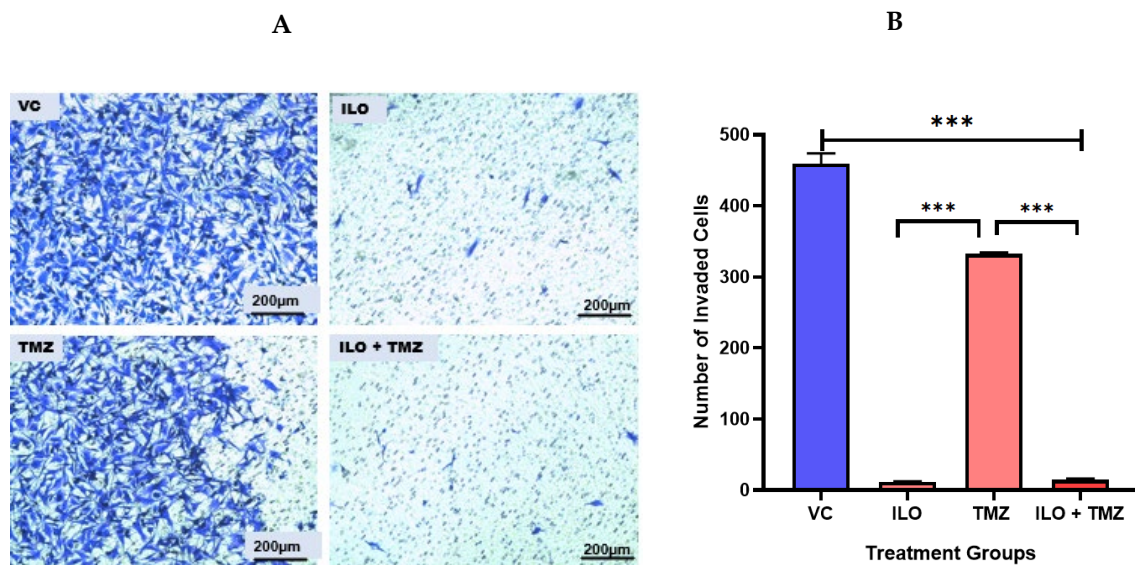 A
B
VC
200µm
ILO
200µm
TMZ
200µm
ILO + TMZ
200µm
***
***
***
500
400
300
200
100
0
Number of Invaded Cells
VC
ILO
TMZ
ILO + TMZ
Treatment Groups